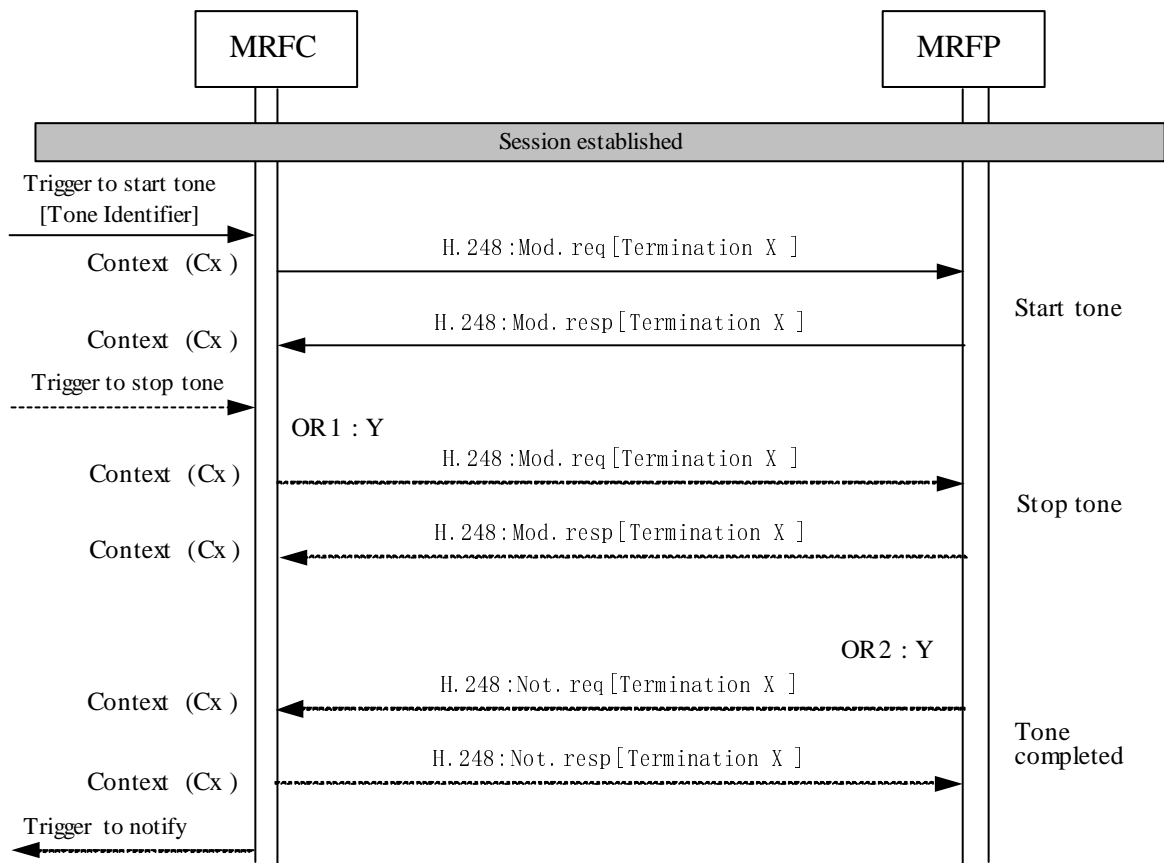 MRFC
MRFP
Session established
Trigger to start tone
[Tone Identifier]
Context (Cx )
H.248:Mod.req[Termination X ]
Start tone
Context (Cx )
H.248:Mod.resp[Termination X ]
Trigger to stop tone
OR1 : Y
Context (Cx )
H.248:Mod.req[Termination X ]
Stop tone
Context (Cx )
H.248:Mod.resp[Termination X ]
OR2 : Y
Context (Cx )
H.248:Not.req[Termination X ]
Tone
completed
Context (Cx )
H.248:Not.resp[Termination X ]
Trigger to notify